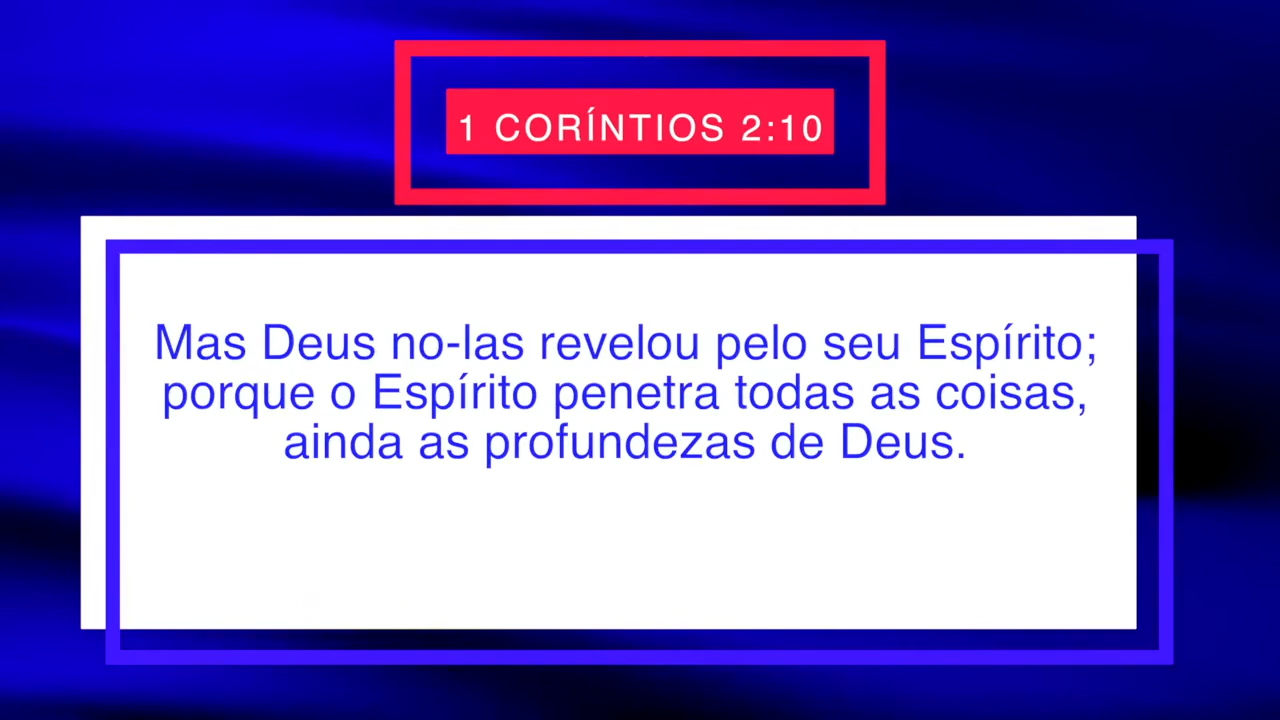 1 CORÍNTIOS 2:10
Mas Deus no-las revelou pelo seu Espírito;
porque o Espírito penetra todas as coisas,
ainda as profundezas de Deus.